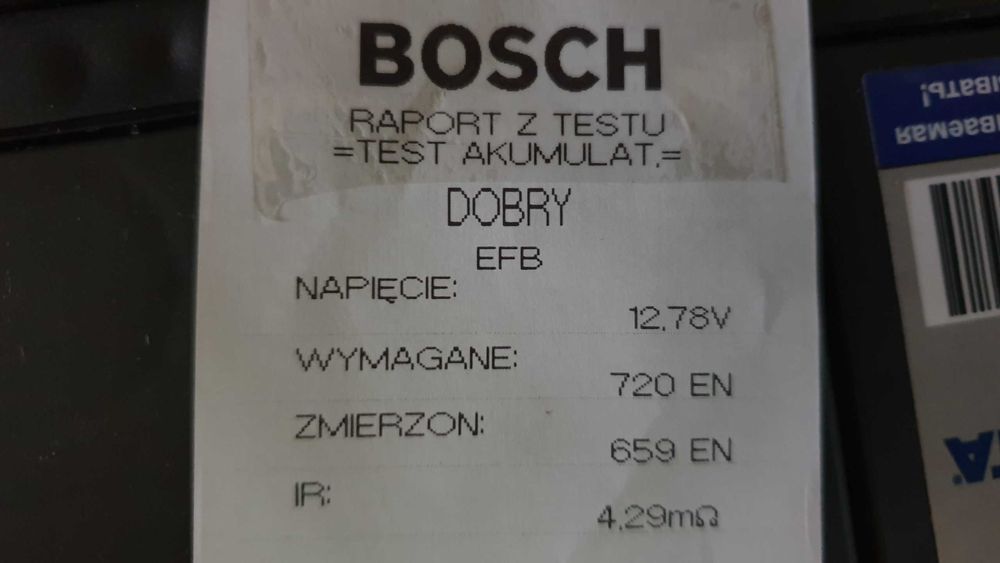 BOSCH
RAPORT Z TESTU
=TEST AKUMULAT.=
DOBRY
EFB
NAPIĘCIE:
12,78V
WYMAGANE:
720 EN
ZMIERZON:
659 EN
IR:
4,29mΩ